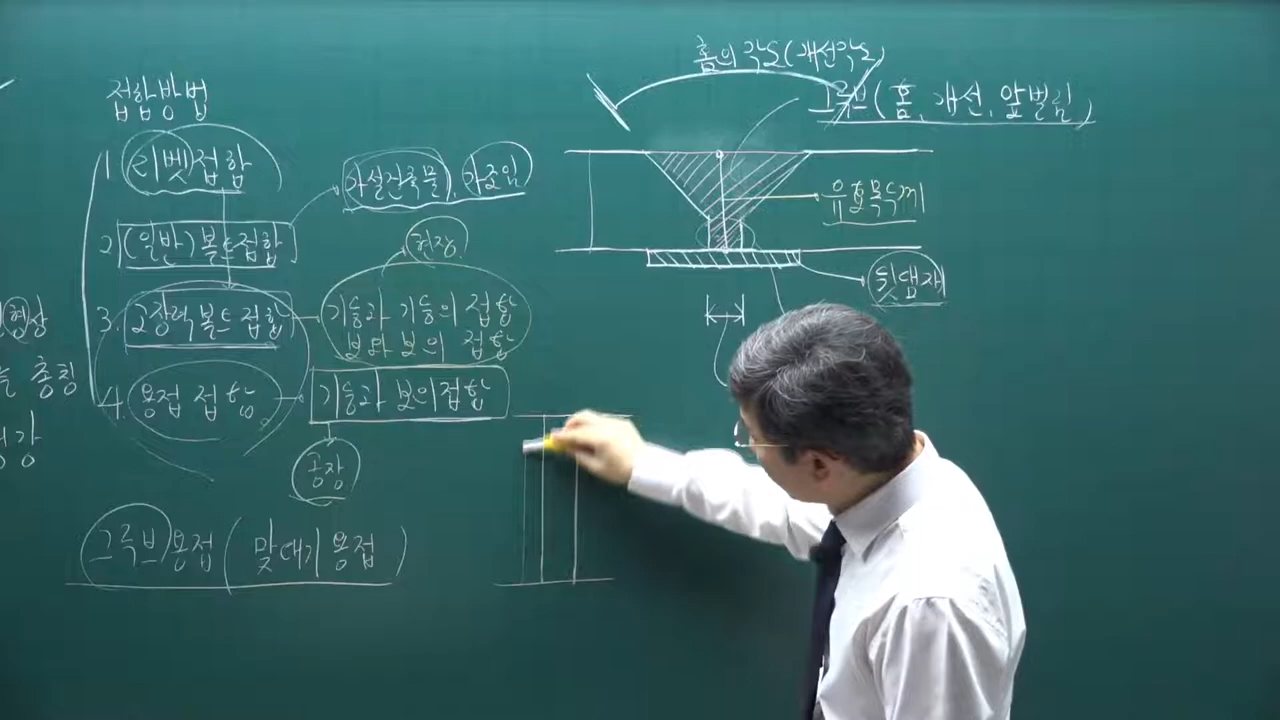 접합방법
1. 리벳접합
2. (일반)볼트접합
가설건축물, 가조임
3. 고장력볼트접합
현장
기둥과 기둥의 접합
보와 보의 접합
4. 용접 접합
기둥과 보의접합
공장
그루브용접(맞대기 용접)
홈의 각도(개선각도)
그루브(홈, 개선, 앞벌림)
유효목두께
뒷댐재
형상
총칭